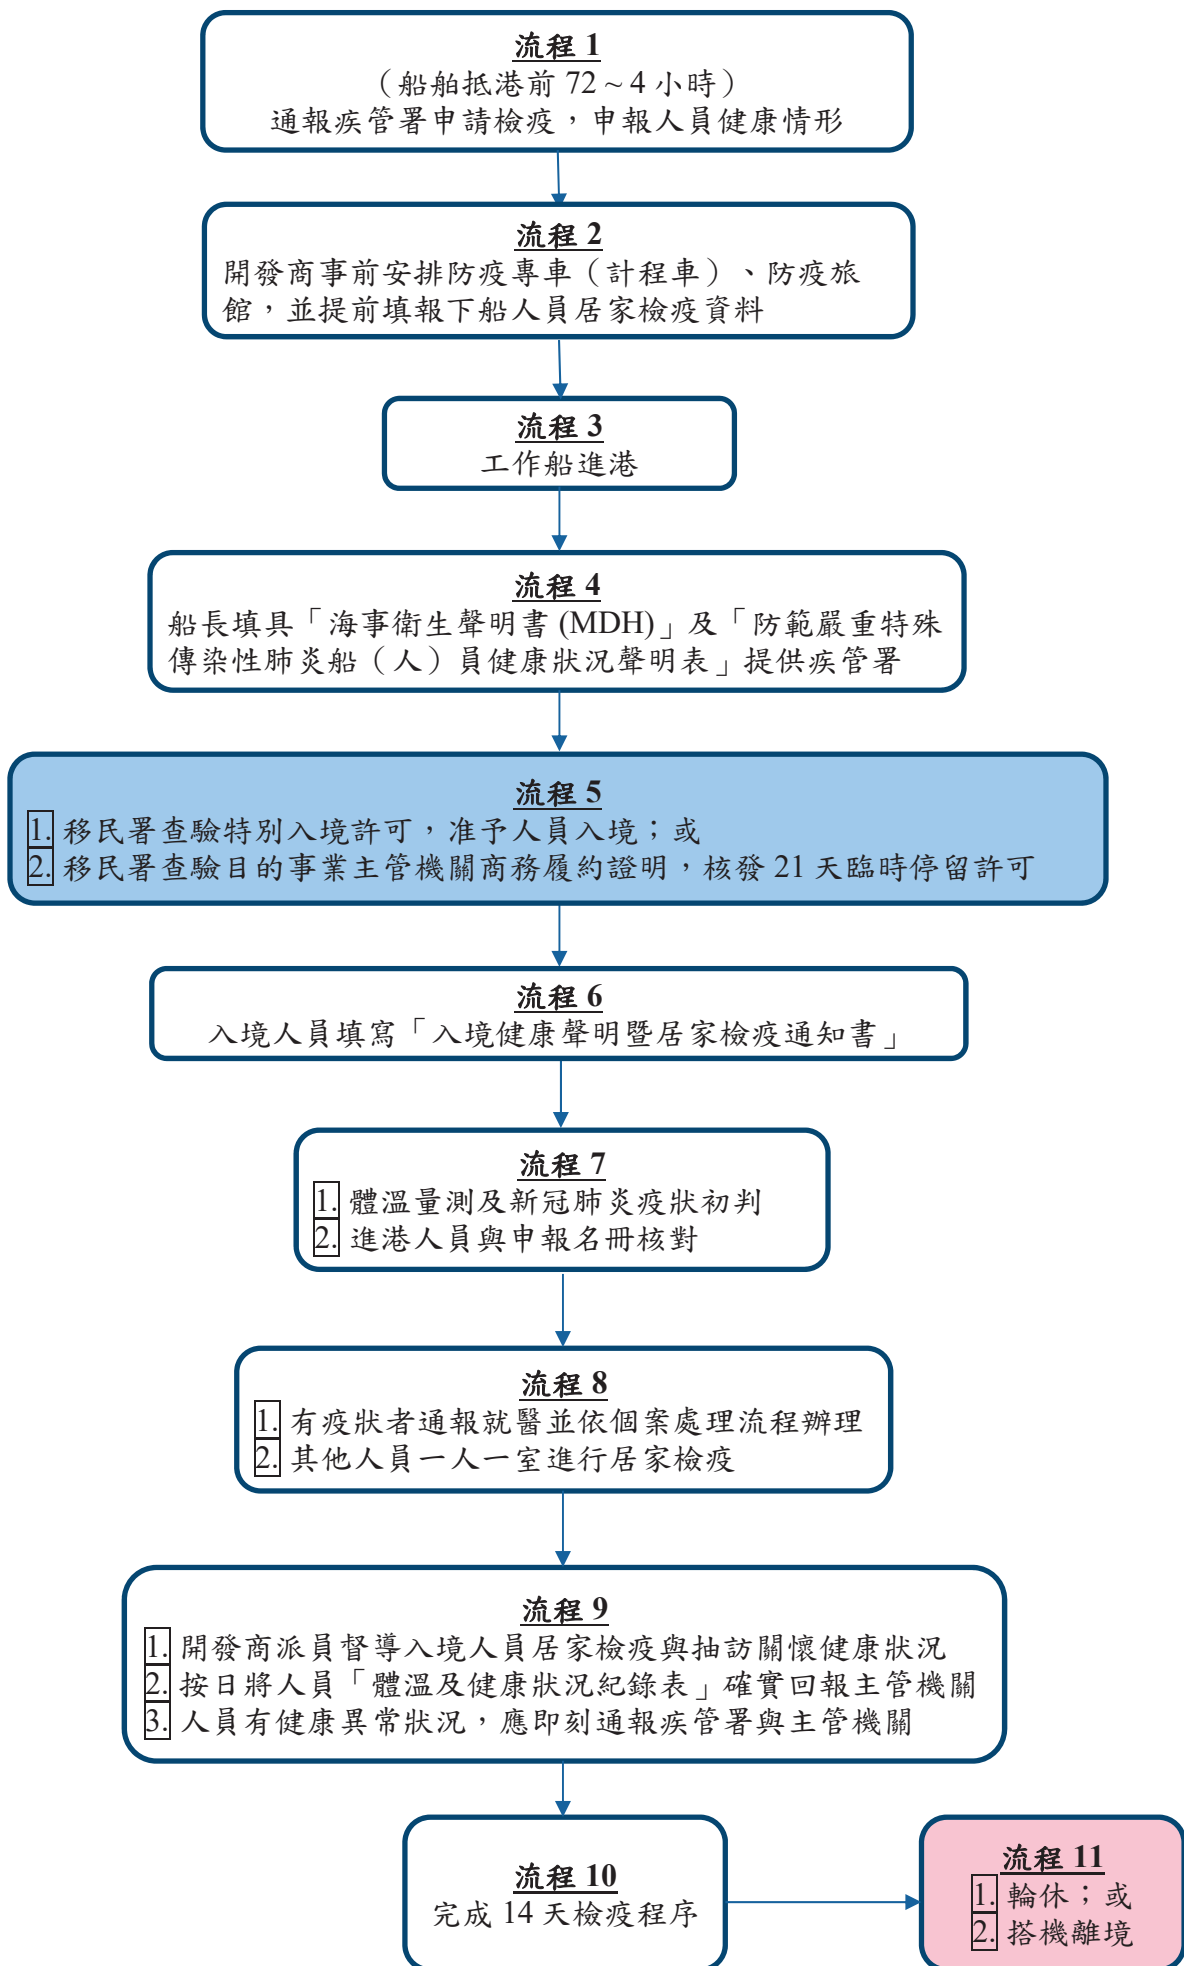 流程 1
（船舶抵港前 72 ~ 4 小時）
通報疾管署申請檢疫，申報人員健康情形
流程 2
開發商事前安排防疫專車（計程車）、防疫旅
館，並提前填報下船人員居家檢疫資料
流程 3
工作船進港
流程 4
船長填具「海事衛生聲明書 (MDH)」及「防範嚴重特殊
傳染性肺炎船（人）員健康狀況聲明表」提供疾管署
流程 5
1. 移民署查驗特別入境許可，准予人員入境；或
2. 移民署查驗目的事業主管機關商務履約證明，核發 21 天臨時停留許可
流程 6
入境人員填寫「入境健康聲明暨居家檢疫通知書」
流程 7
1. 體溫量測及新冠肺炎疫狀初判
2. 進港人員與申報名冊核對
流程 8
1. 有疫狀者通報就醫並依個案處理流程辦理
2. 其他人員一人一室進行居家檢疫
流程 9
1. 開發商派員督導入境人員居家檢疫與抽訪關懷健康狀況
2. 按日將人員「體溫及健康狀況紀錄表」確實回報主管機關
3. 人員有健康異常狀況，應即刻通報疾管署與主管機關
流程 10
完成 14 天檢疫程序
流程 11
1. 輪休；或
2. 搭機離境